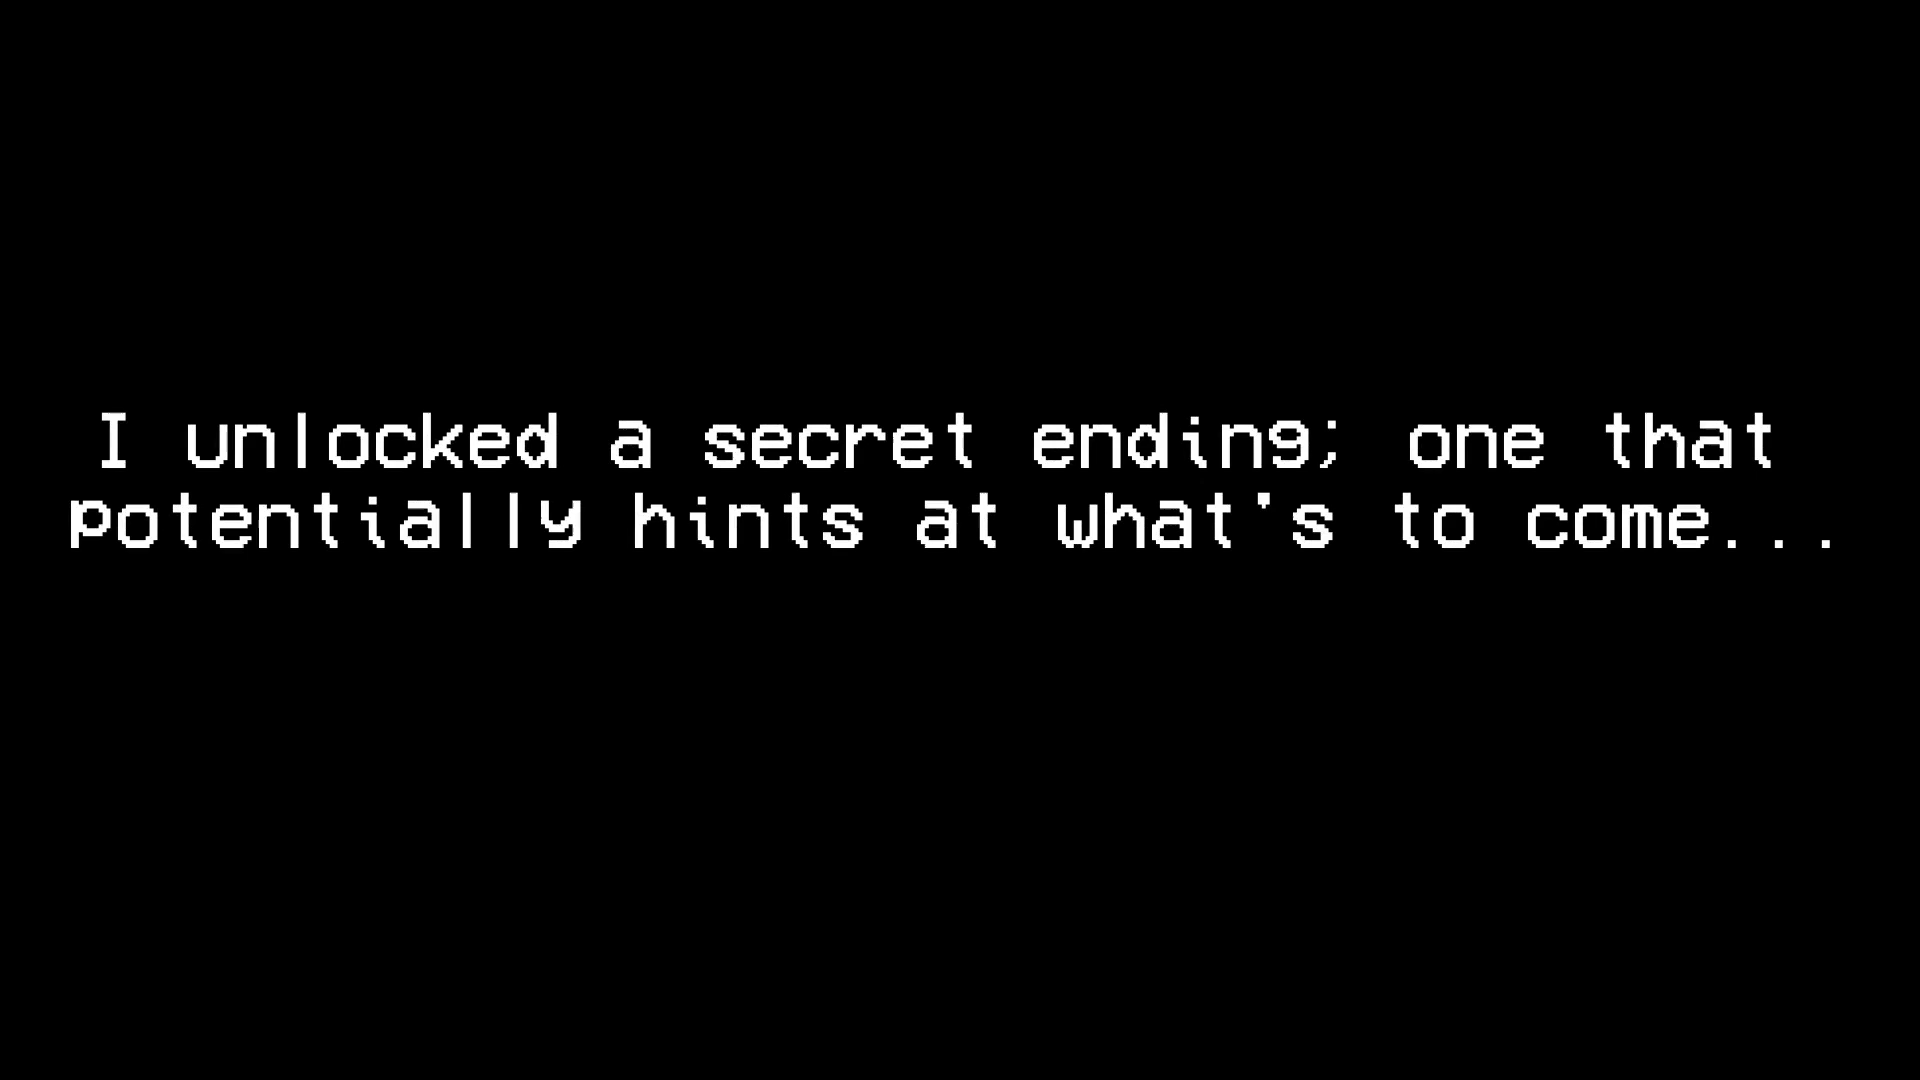 I unlocked a secret ending; one that
potentially hints at what's to come...